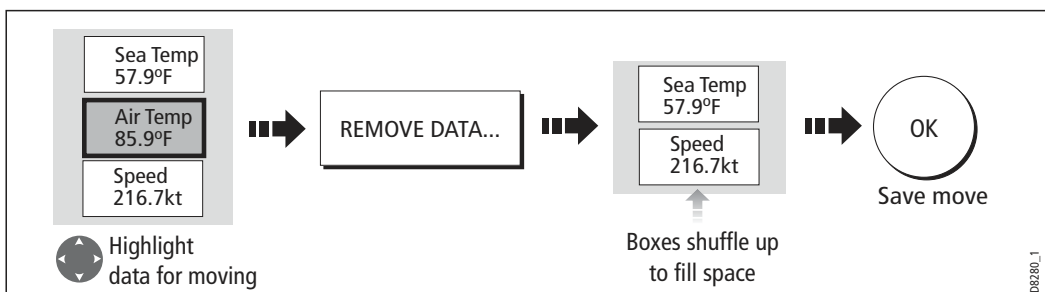 Sea Temp
57.9ºF
Air Temp
85.9ºF
Speed
216.7kt
Highlight
data for moving
REMOVE DATA...
Sea Temp
57.9ºF
Speed
216.7kt
Boxes shuffle up
to fill space
OK
Save move
D8280_1